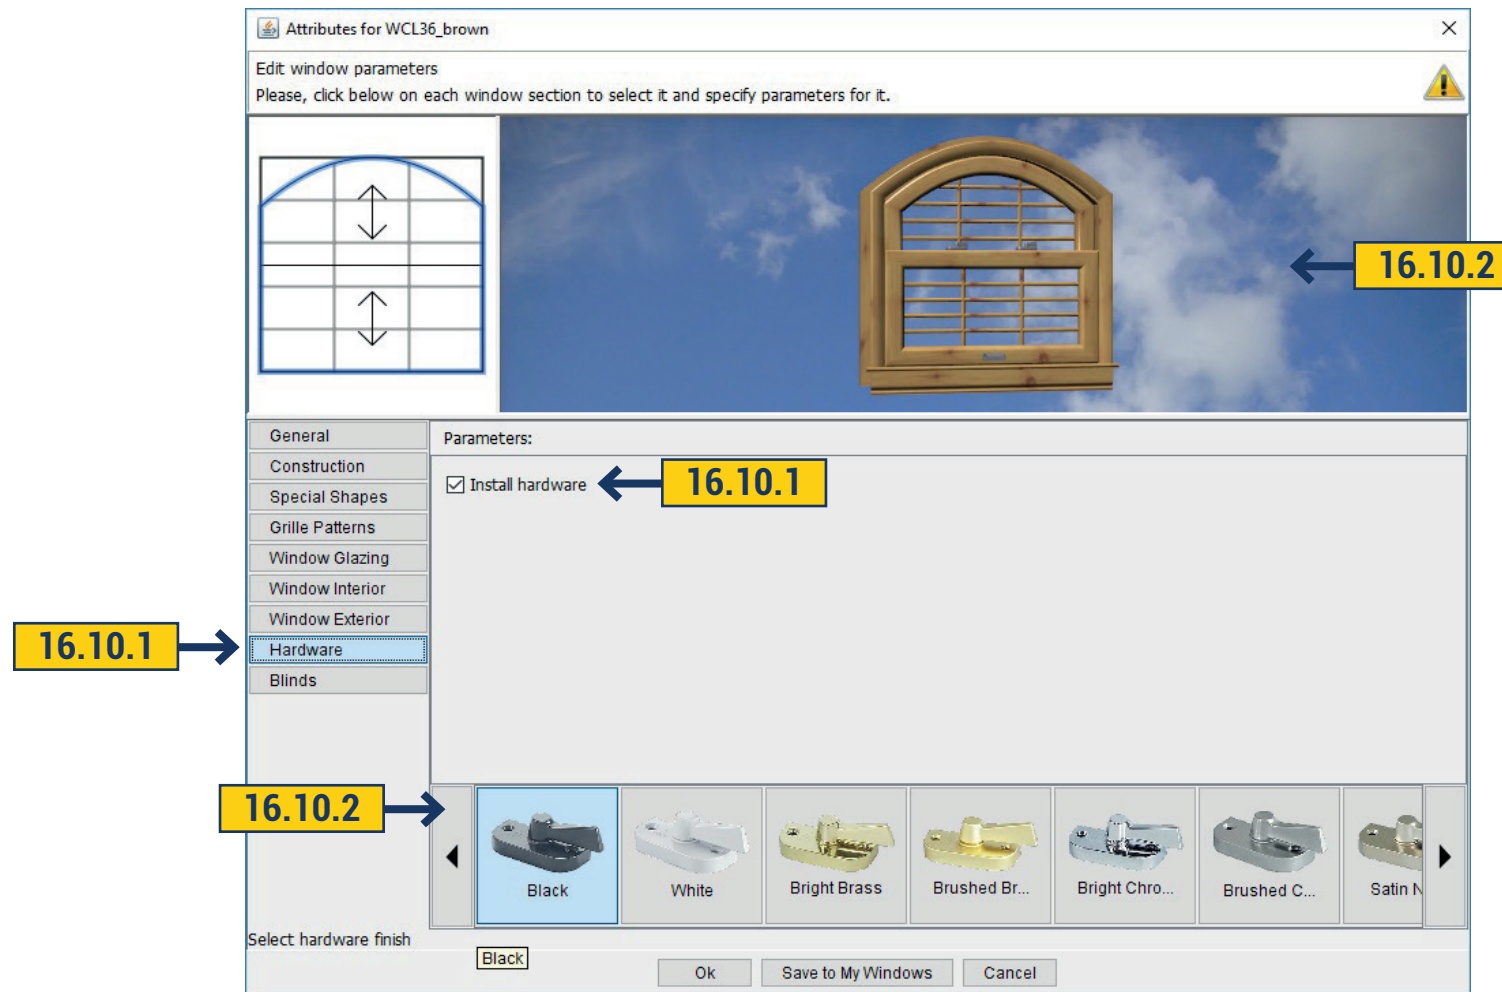 Attributes for WCL36_brown
Edit window parameters
Please, click below on each window section to select it and specify parameters for it.
16.10.2
General
Construction
Special Shapes
Grille Patterns
Window Glazing
Window Interior
Window Exterior
Hardware
Blinds
16.10.1
Parameters:
Install hardware
16.10.1
16.10.2
Black
White
Bright Brass
Brushed Br...
Bright Chro...
Brushed C...
Satin N
Select hardware finish
Black
Ok
Save to My Windows
Cancel